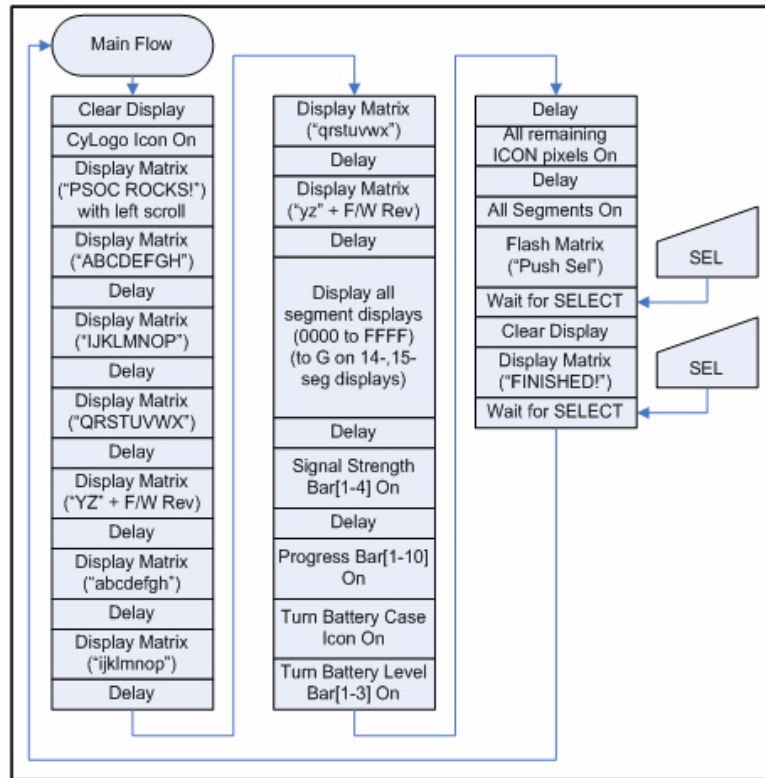 Main Flow
Clear Display
CyLogo Icon On
Display Matrix
(“PSOC ROCKS!”)
with left scroll
Display Matrix
(“ABCDEFGH”)
Delay
Display Matrix
(“IJKLMNOP”)
Delay
Display Matrix
(“QRSTUVWX”)
Delay
Display Matrix
(“YZ” + F/W Rev)
Delay
Display Matrix
(“abcdefgh”)
Delay
Display Matrix
(“ijklmnop”)
Delay
Display Matrix
(“qrstuvwx”)
Delay
Display Matrix
(“yz” + F/W Rev)
Delay
Display all
segment displays
(0000 to FFFF)
(to G on 14-,15-
seg displays)
Delay
Signal Strength
Bar[1-4] On
Delay
Progress Bar[1-10]
On
Turn Battery Case
Icon On
Turn Battery Level
Bar[1-3] On
Delay
All remaining
ICON pixels On
Delay
All Segments On
Flash Matrix
(“Push Sel”)
SEL
Wait for SELECT
Clear Display
Display Matrix
(“FINISHED!”)
SEL
Wait for SELECT